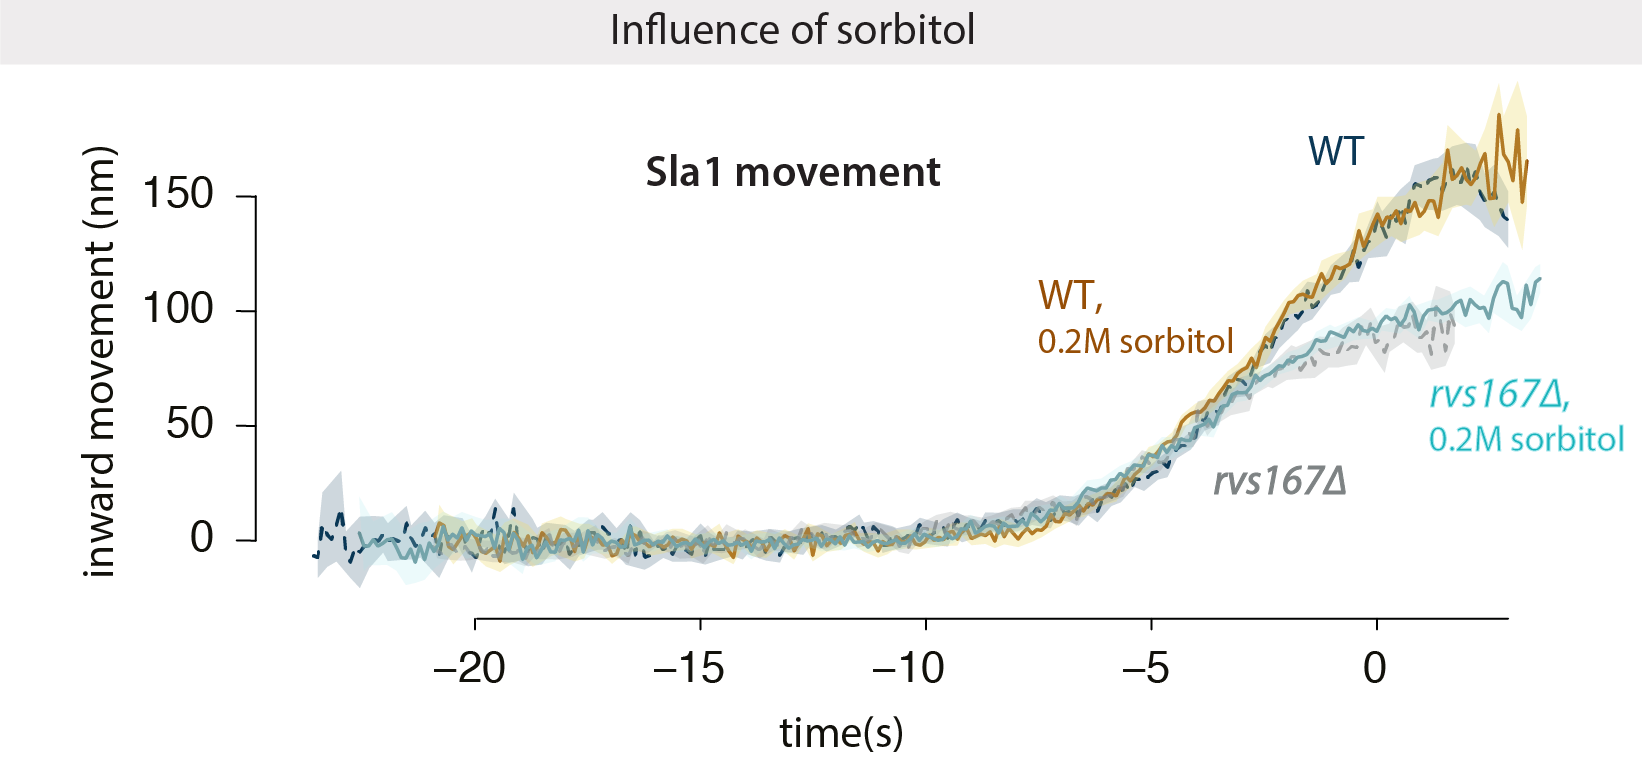 Influence of sorbitol
Sla1 movement
inward movement (nm)
150
100
50
0
WT
WT,
0.2M sorbitol
rvs167Δ,
0.2M sorbitol
rvs167Δ
−20 −15 −10 −5 0
time(s)